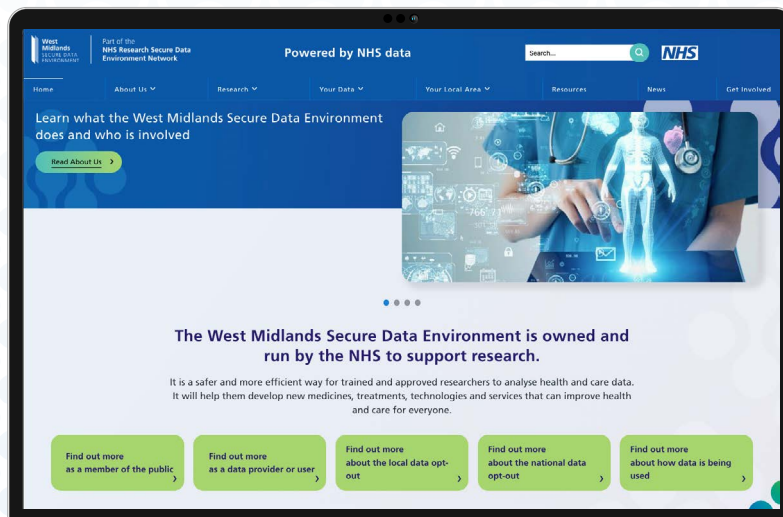 West
Midlands
SECURE DATA
ENVIRONMENT
Part of the
NHS Research Secure Data
Environment Network
Powered by NHS data
Search...
NHS
Home
About Us
Research
Your Data
Your Local Area
Resources
News
Get Involved
Learn what the West Midlands Secure Data Environment
does and who is involved
Read About Us
The West Midlands Secure Data Environment is owned and
run by the NHS to support research.
It is a safer and more efficient way for trained and approved researchers to analyse health and care data.
It will help them develop new medicines, treatments, technologies and services that can improve health
and care for everyone.
Find out more
as a member of the public
Find out more
as a data provider or user
Find out more
about the local data opt-
out
Find out more
about the national data
opt-out
Find out more
about how data is being
used